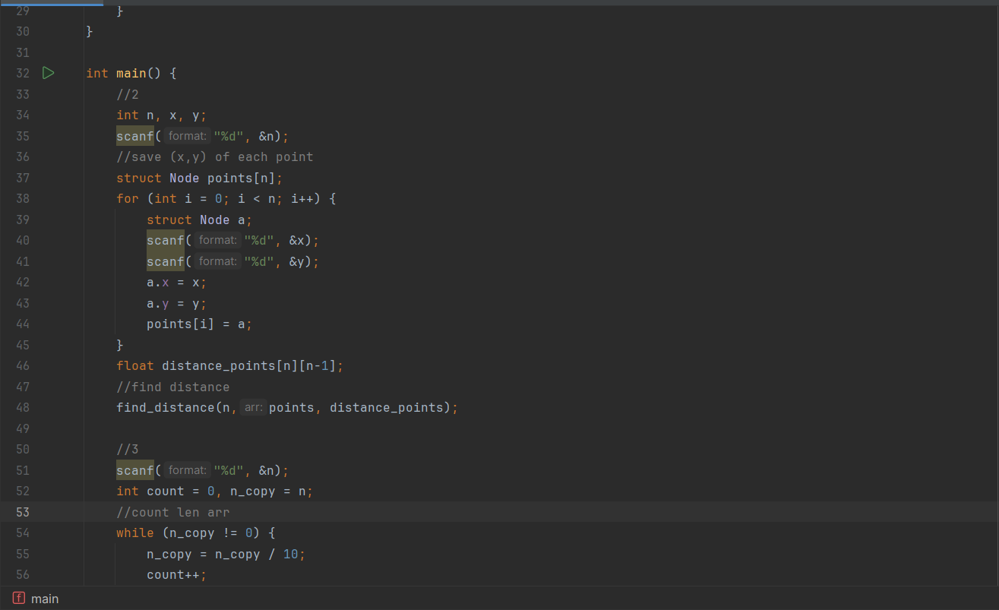 29 }
30 }
31
32 int main() {
33 //2
34 int n, x, y;
35 scanf( format: "%d", &n);
36 //save (x,y) of each point
37 struct Node points[n];
38 for (int i = 0; i < n; i++) {
39 struct Node a;
40 scanf( format: "%d", &x);
41 scanf( format: "%d", &y);
42 a.x = x;
43 a.y = y;
44 points[i] = a;
45 }
46 float distance_points[n][n-1];
47 //find distance
48 find_distance(n, arr: points, distance_points);
49
50 //3
51 scanf( format: "%d", &n);
52 int count = 0, n_copy = n;
53 //count len arr
54 while (n_copy != 0) {
55 n_copy = n_copy / 10;
56 count++;
f main